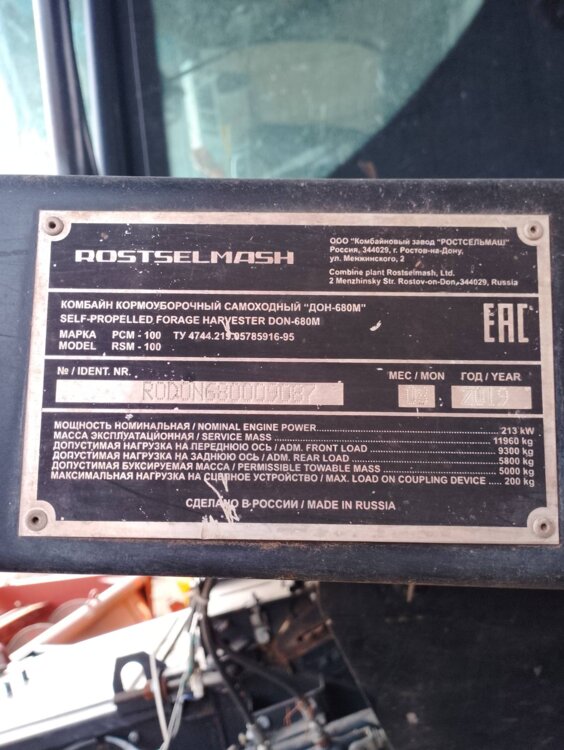 ROSTSELMASH
ООО "Комбайновый завод "РОСТСЕЛЬМАШ"
Россия, 344029, г. Ростов-на-Дону,
ул. Менжинского, 2
Combine plant Rostselmash, Ltd.
2 Menzhinsky Str. Rostov-on-Don, 344029, Russia
КОМБАЙН КОРМОУБОРОЧНЫЙ САМОХОДНЫЙ "ДОН-680М"
SELF-PROPELLED FORAGE HARVESTER DON-680M
EAC
МАРКА РСМ - 100 ТУ 4744.219.05785916-95
MODEL RSM - 100
№ / IDENT. NR. МЕС / MON ГОД / YEAR
R0D0N680009087 2019
МОЩНОСТЬ НОМИНАЛЬНАЯ / NOMINAL ENGINE POWER 213 kW
МАССА ЭКСПЛУАТАЦИОННАЯ / SERVICE MASS 11960 kg
ДОПУСТИМАЯ НАГРУЗКА НА ПЕРЕДНЮЮ ОСЬ / ADM. FRONT LOAD 9300 kg
ДОПУСТИМАЯ НАГРУЗКА НА ЗАДНЮЮ ОСЬ / ADM. REAR LOAD 5800 kg
ДОПУСТИМАЯ БУКСИРУЕМАЯ МАССА / PERMISSIBLE TOWABLE MASS 5000 kg
МАКСИМАЛЬНАЯ НАГРУЗКА НА СЦЕПНОЕ УСТРОЙСТВО / MAX. LOAD ON COUPLING DEVICE 200 kg
СДЕЛАНО В РОССИИ / MADE IN RUSSIA